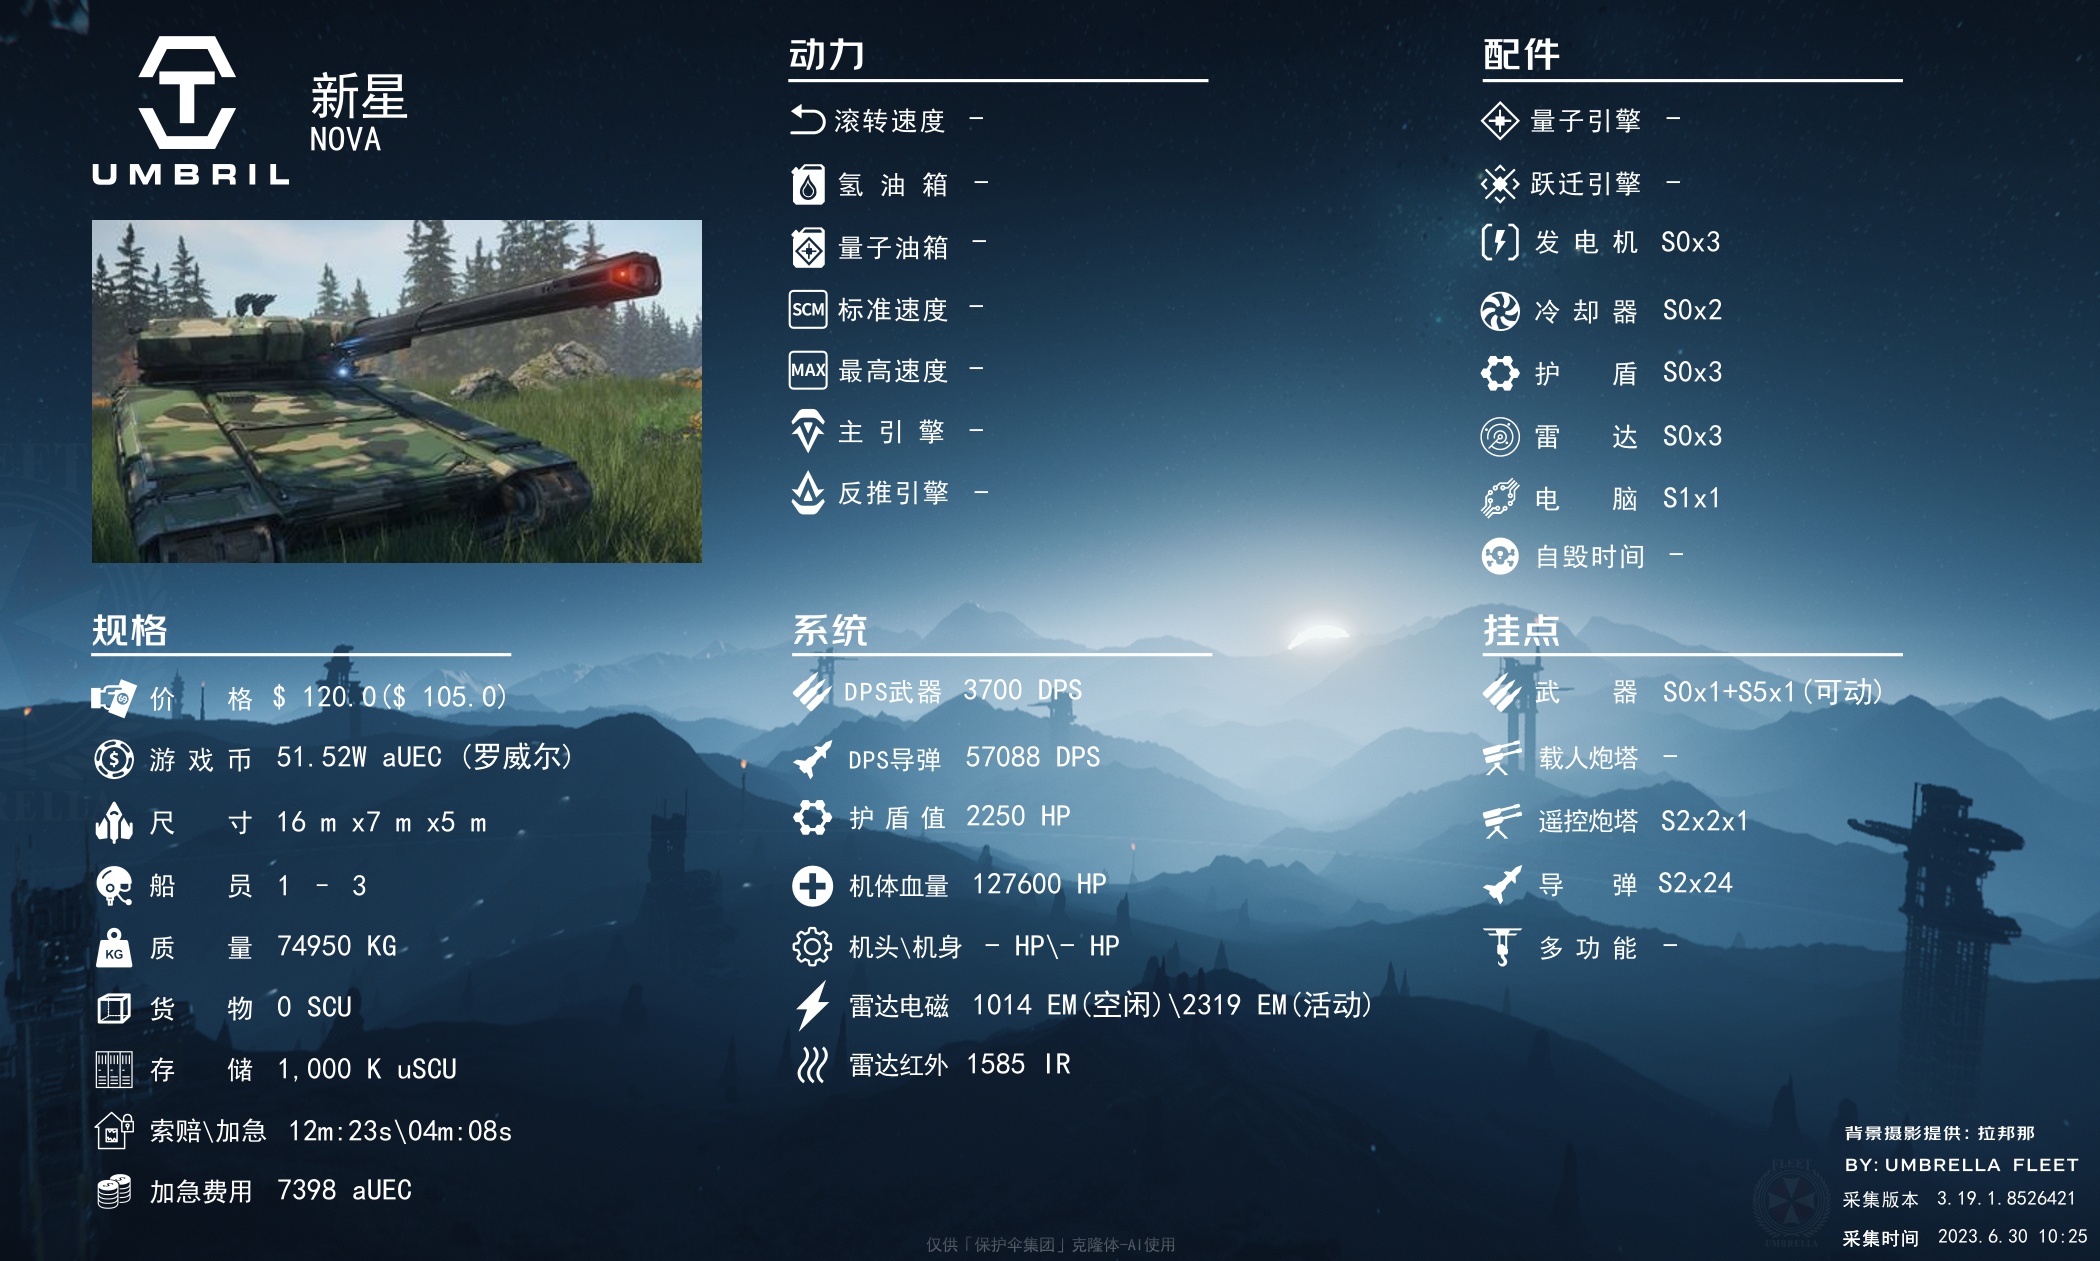 UMBRIL
新星
NOVA
动力
滚转速度 -
氢油箱 -
量子油箱 -
SCM 标准速度 -
MAX 最高速度 -
主引擎 -
反推引擎 -
配件
量子引擎 -
跃迁引擎 -
发电机 S0x3
冷却器 S0x2
护盾 S0x3
雷达 S0x3
电脑 S1x1
自毁时间 -
规格
价格 $ 120.0($ 105.0)
游戏币 51.52W aUEC (罗威尔)
尺寸 16 m x7 m x5 m
船员 1 - 3
KG 质量 74950 KG
货物 0 SCU
存储 1,000 K uSCU
索赔\加急 12m:23s\04m:08s
加急费用 7398 aUEC
系统
DPS武器 3700 DPS
DPS导弹 57088 DPS
护盾值 2250 HP
机体血量 127600 HP
机头\机身 - HP\- HP
雷达电磁 1014 EM(空闲)\2319 EM(活动)
雷达红外 1585 IR
挂点
武器 S0x1+S5x1(可动)
载人炮塔 -
遥控炮塔 S2x2x1
导弹 S2x24
多功能 -
背景摄影提供: 拉邦那
BY: UMBRELLA FLEET
采集版本 3.19.1.8526421
采集时间 2023.6.30 10:25
仅供「保护伞集团」克隆体-AI使用